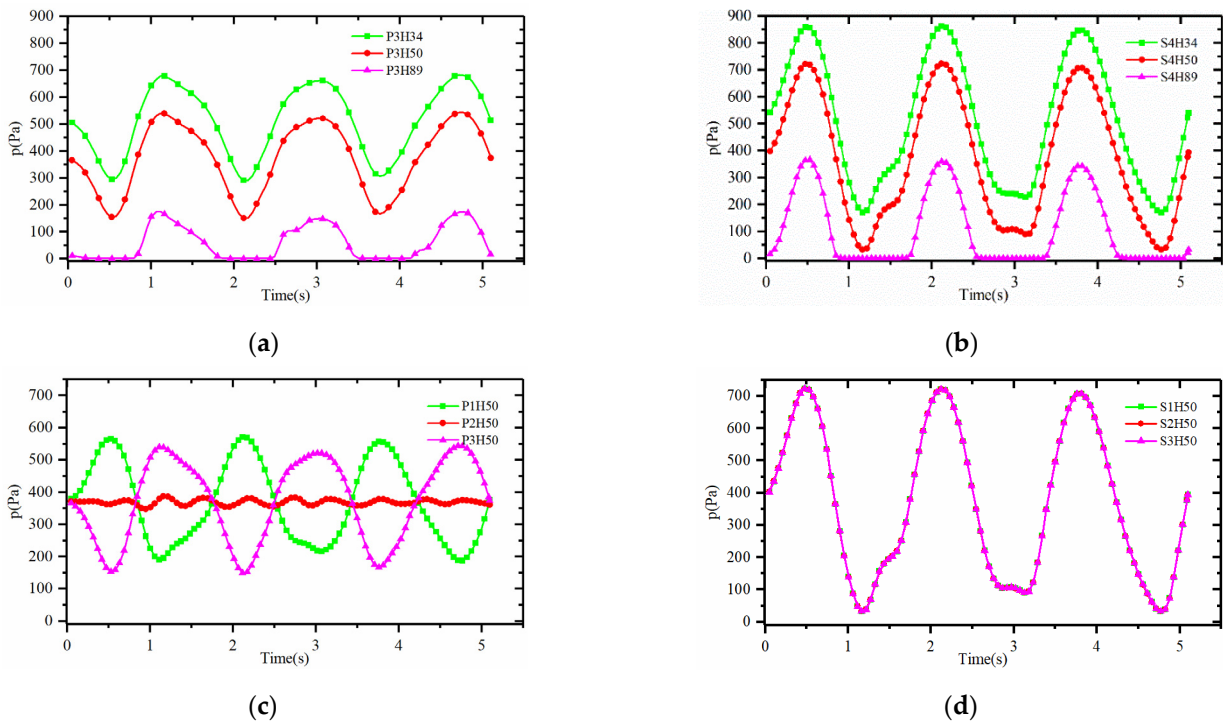 900
800
700
600
500
400
300
200
100
0
p(Pa)
P3H34
P3H50
P3H89
0 1 2 3 4 5
Time(s)
(a)
900
800
700
600
500
400
300
200
100
0
p(Pa)
S4H34
S4H50
S4H89
0 1 2 3 4 5
Time(s)
(b)
700
600
500
400
300
200
100
0
p(Pa)
P1H50
P2H50
P3H50
0 1 2 3 4 5
Time(s)
(c)
700
600
500
400
300
200
100
0
p(Pa)
S1H50
S2H50
S3H50
0 1 2 3 4 5
Time(s)
(d)